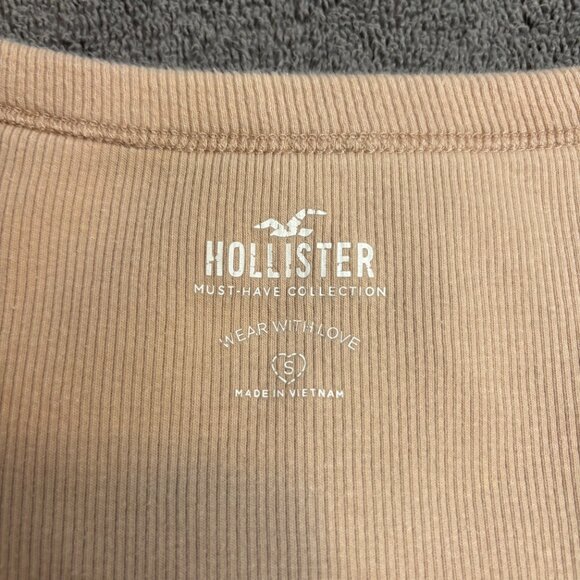 HOLLISTER
MUST-HAVE COLLECTION
WEAR WITH LOVE
S
MADE IN VIETNAM